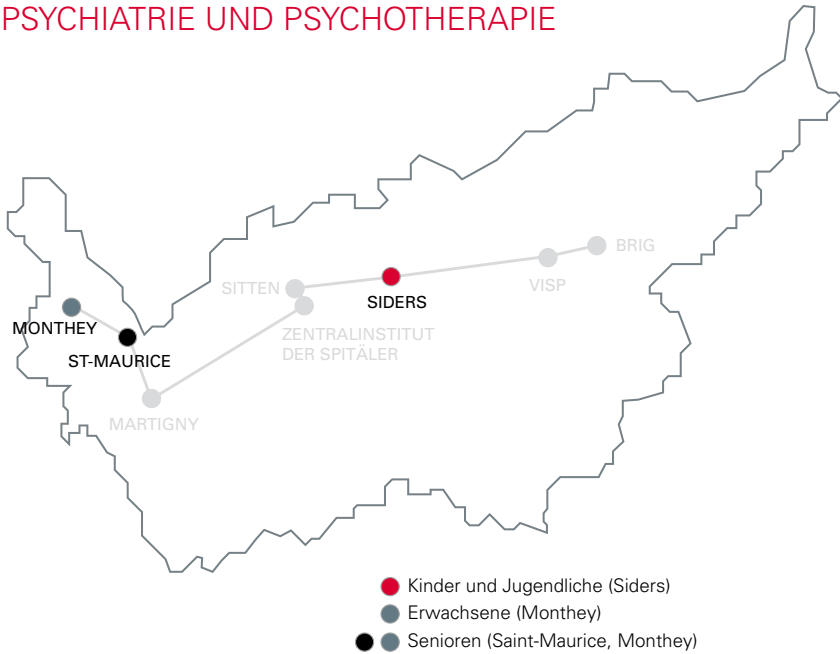 PSYCHIATRIE UND PSYCHOTHERAPIE
BRIG
VISP
SITTEN
SIDERS
MONTHEY
ZENTRALINSTITUT
DER SPITÄLER
ST-MAURICE
MARTIGNY
Kinder und Jugendliche (Siders)
Erwachsene (Monthey)
Senioren (Saint-Maurice, Monthey)